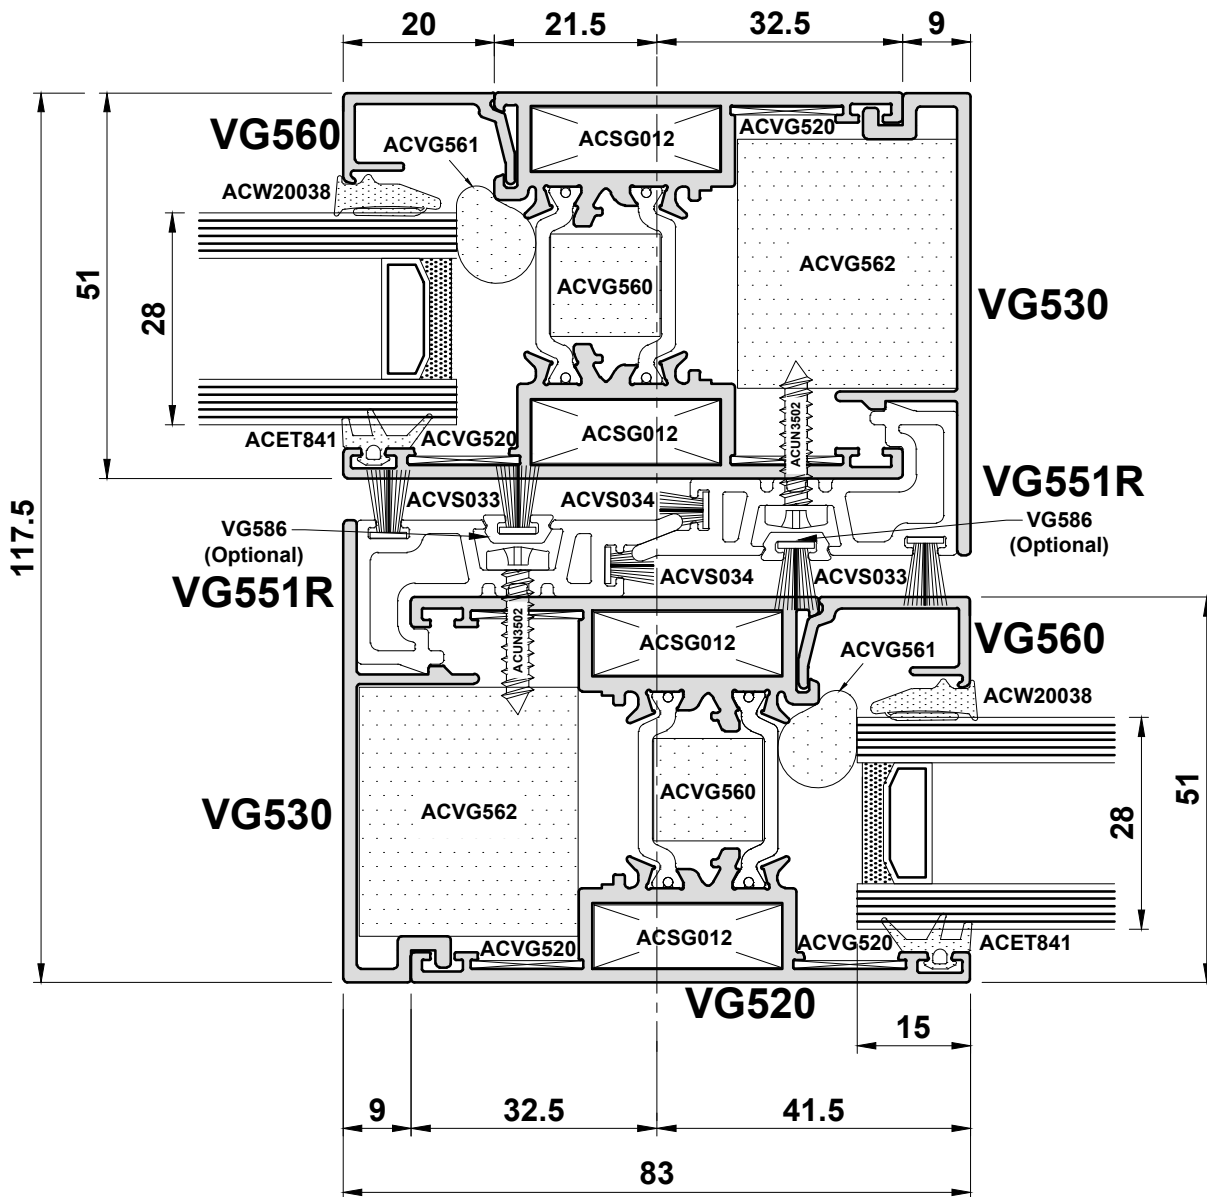 20
21.5
32.5
9
VG560
ACVG561
ACSG012
ACVG520
ACW20038
ACVG562
ACVG560
VG530
51
28
117.5
ACUN3502
ACET841
ACVG520
ACSG012
ACVS033
ACVS034
VG551R
VG586
(Optional)
VG586
(Optional)
VG551R
ACVS034
ACVS033
ACUN3502
ACSG012
ACVG561
VG560
ACW20038
VG530
ACVG562
ACVG560
28
51
ACVG520
ACSG012
ACVG520
ACET841
VG520
15
9
32.5
41.5
83